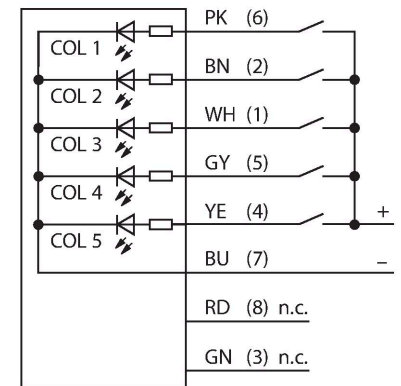 PK (6)
COL 1
BN (2)
COL 2
WH (1)
COL 3
GY (5)
COL 4
YE (4) +
COL 5
BU (7) –
RD (8) n.c.
GN (3) n.c.